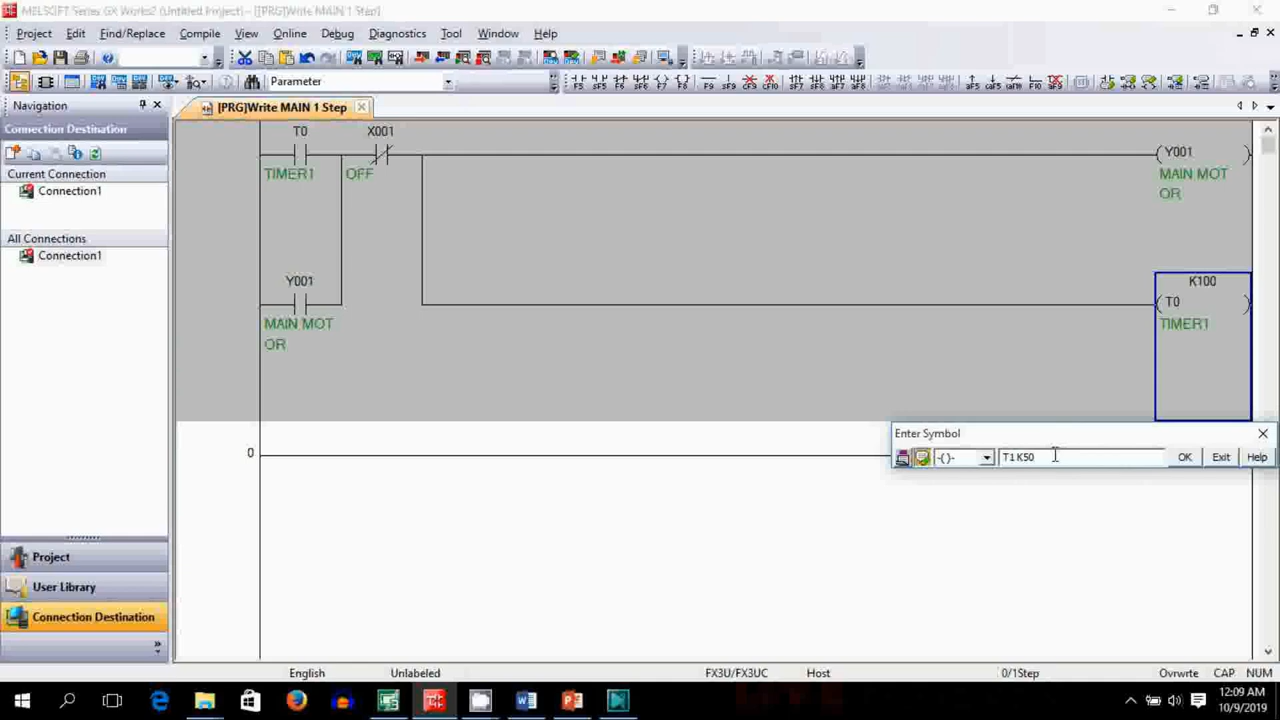 MELSOFT Series GX Works2 (Untitled Project) - [[PRG]Write MAIN 1 Step]
Project Edit Find/Replace Compile View Online Debug Diagnostics Tool Window Help
Parameter
Navigation
[PRG]Write MAIN 1 Step
Connection Destination
Current Connection
Connection1
All Connections
Connection1
Project
User Library
Connection Destination
T0
TIMER1
X001
OFF
Y001
MAIN MOT
OR
Y001
MAIN MOT
OR
K100
T0
TIMER1
0
Enter Symbol
-( )-
T1 K50
OK Exit Help
English Unlabeled FX3U/FX3UC Host 0/1Step Ovrwrte CAP NUM
12:09 AM
10/9/2019